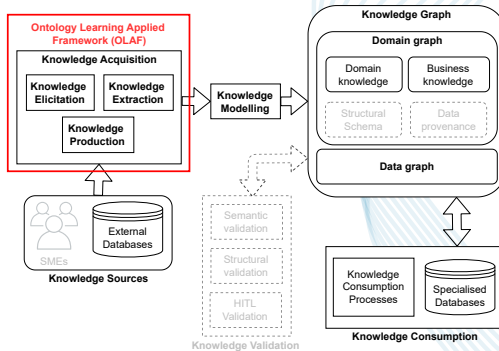 Ontology Learning Applied
Framework (OLAF)
Knowledge Acquisition
Knowledge
Elicitation
Knowledge
Extraction
Knowledge
Production
Knowledge
Modelling
Knowledge Graph
Domain graph
Domain
knowledge
Business
knowledge
Structural
Schema
Data
provenance
Data graph
SMEs
External
Databases
Knowledge Sources
Semantic
validation
Structural
validation
HITL
Validation
Knowledge Validation
Knowledge
Consumption
Processes
Specialised
Databases
Knowledge Consumption